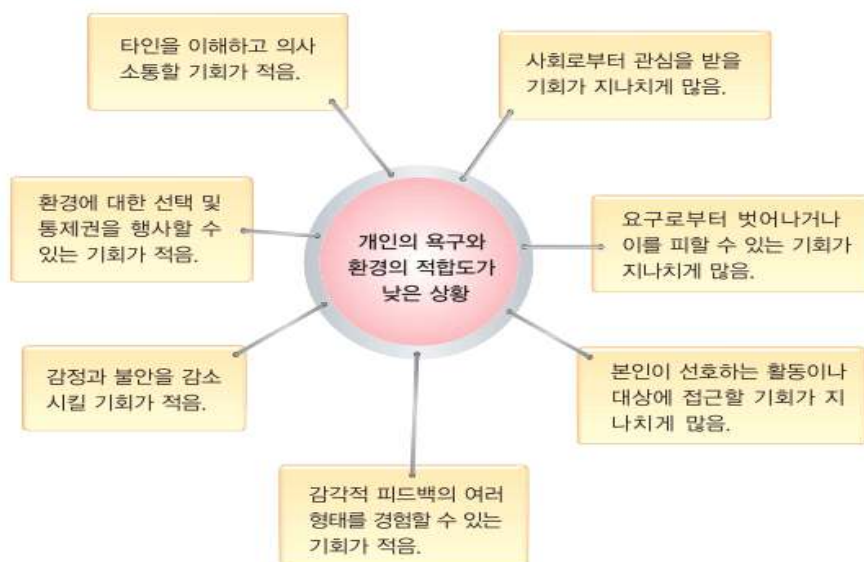 타인을 이해하고 의사
소통할 기회가 적음.
사회로부터 관심을 받을
기회가 지나치게 많음.
환경에 대한 선택 및
통제권을 행사할 수
있는 기회가 적음.
개인의 욕구와
환경의 적합도가
낮은 상황
요구로부터 벗어나거나
이를 피할 수 있는 기회가
지나치게 많음.
감정과 불안을 감소
시킬 기회가 적음.
본인이 선호하는 활동이나
대상에 접근할 기회가 지
나치게 많음.
감각적 피드백의 여러
형태를 경험할 수 있는
기회가 적음.